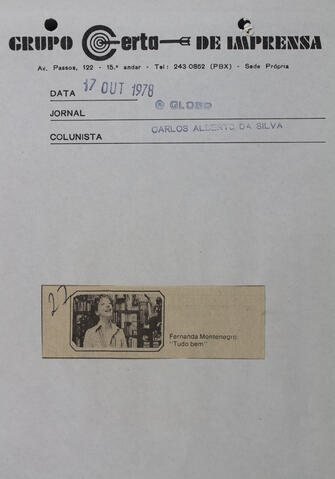 GRUPO Certa DE IMPRENSA
Av. Passos, 122 - 15.º andar - Tel: 243 0852 (PBX) - Sede Própria
DATA 17 OUT 1978
JORNAL O GLOBO
COLUNISTA CARLOS ALBERTO DA SILVA
22
Fernanda Montenegro:
"Tudo bem"